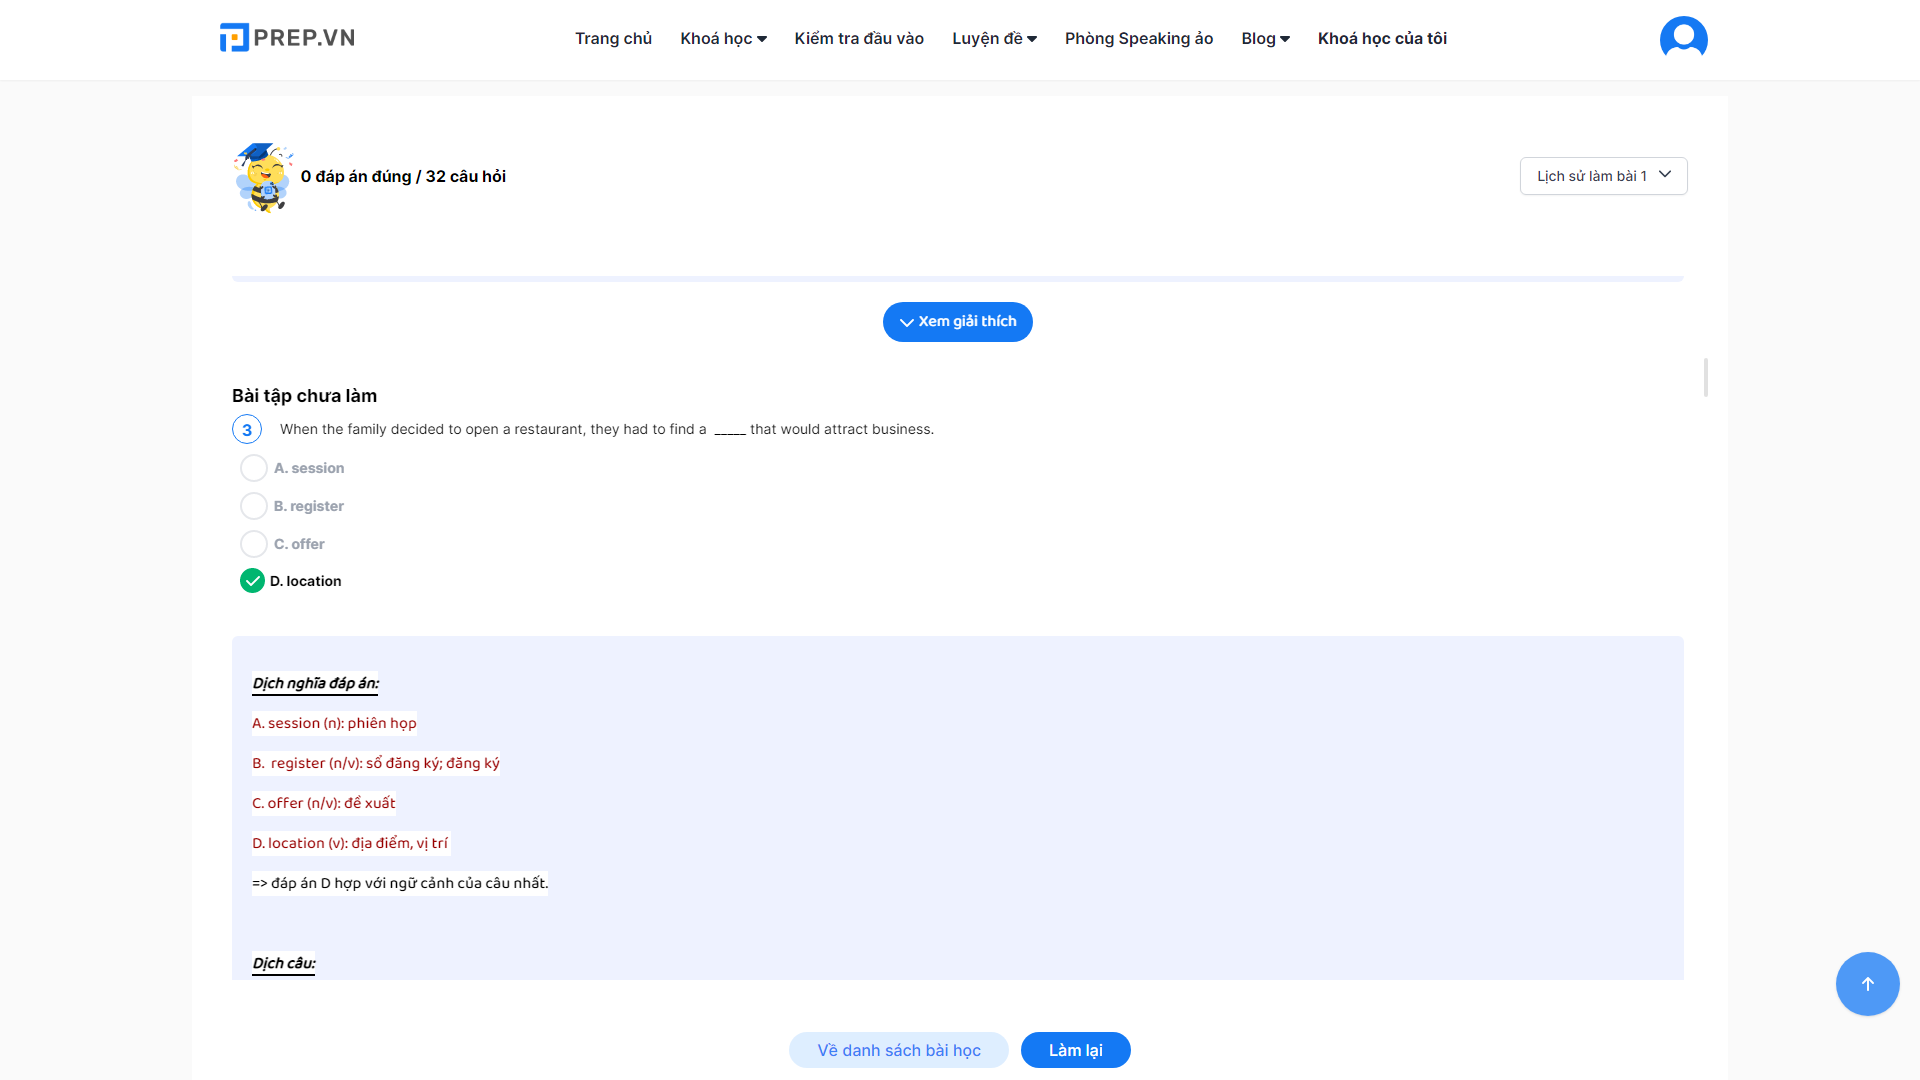 PREP.VN
Trang chủ Khoá học Kiểm tra đầu vào Luyện đề Phòng Speaking ảo Blog Khoá học của tôi
0 đáp án đúng / 32 câu hỏi
Lịch sử làm bài 1
Xem giải thích
Bài tập chưa làm
3 When the family decided to open a restaurant, they had to find a _____ that would attract business.
A. session
B. register
C. offer
D. location
Dịch nghĩa đáp án:
A. session (n): phiên họp
B. register (n/v): sổ đăng ký; đăng ký
C. offer (n/v): đề xuất
D. location (v): địa điểm, vị trí
=> đáp án D hợp với ngữ cảnh của câu nhất.
Dịch câu:
Về danh sách bài học Làm lại